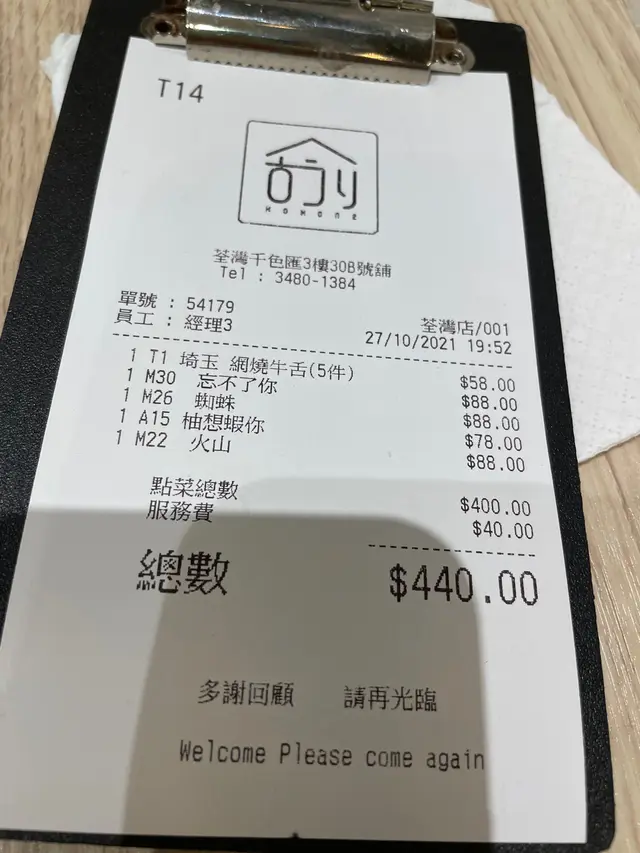 T14
おうり
MOMONE
荃灣千色匯3樓30B號舖
Tel : 3480-1384
單號 : 54179
員工 : 經理3 荃灣店/001
27/10/2021 19:52
1 T1 埼玉 網燒牛舌(5件) $58.00
1 M30 忘不了你 $88.00
1 M26 蜘蛛 $88.00
1 A15 柚想蝦你 $78.00
1 M22 火山 $88.00
點菜總數 $400.00
服務費 $40.00
總數 $440.00
多謝回顧 請再光臨
Welcome Please come again